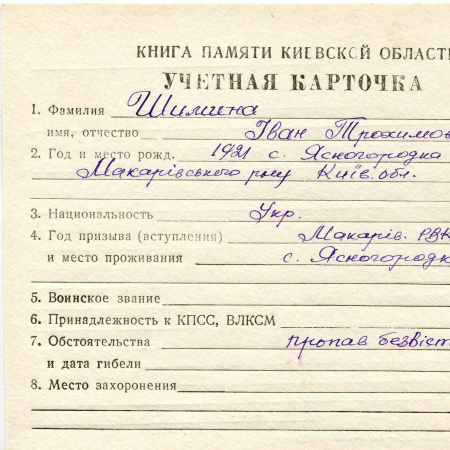 КНИГА ПАМЯТИ КИЕВСКОЙ ОБЛАСТ
УЧЕТНАЯ КАРТОЧКА
1. Фамилия Шилшна
имя, отчество Іван Трохимов
2. Год и место рожд. 1921 с. Ясногородка
Макарівського р-ну Київ. обл.
3. Национальность Укр.
4. Год призыва (вступления) Макарів. РВК
и место проживания с. Ясногородк
5. Воинское звание
6. Принадлежность к КПСС, ВЛКСМ
7. Обстоятельства пропав безвіст
и дата гибели
8. Место захоронения